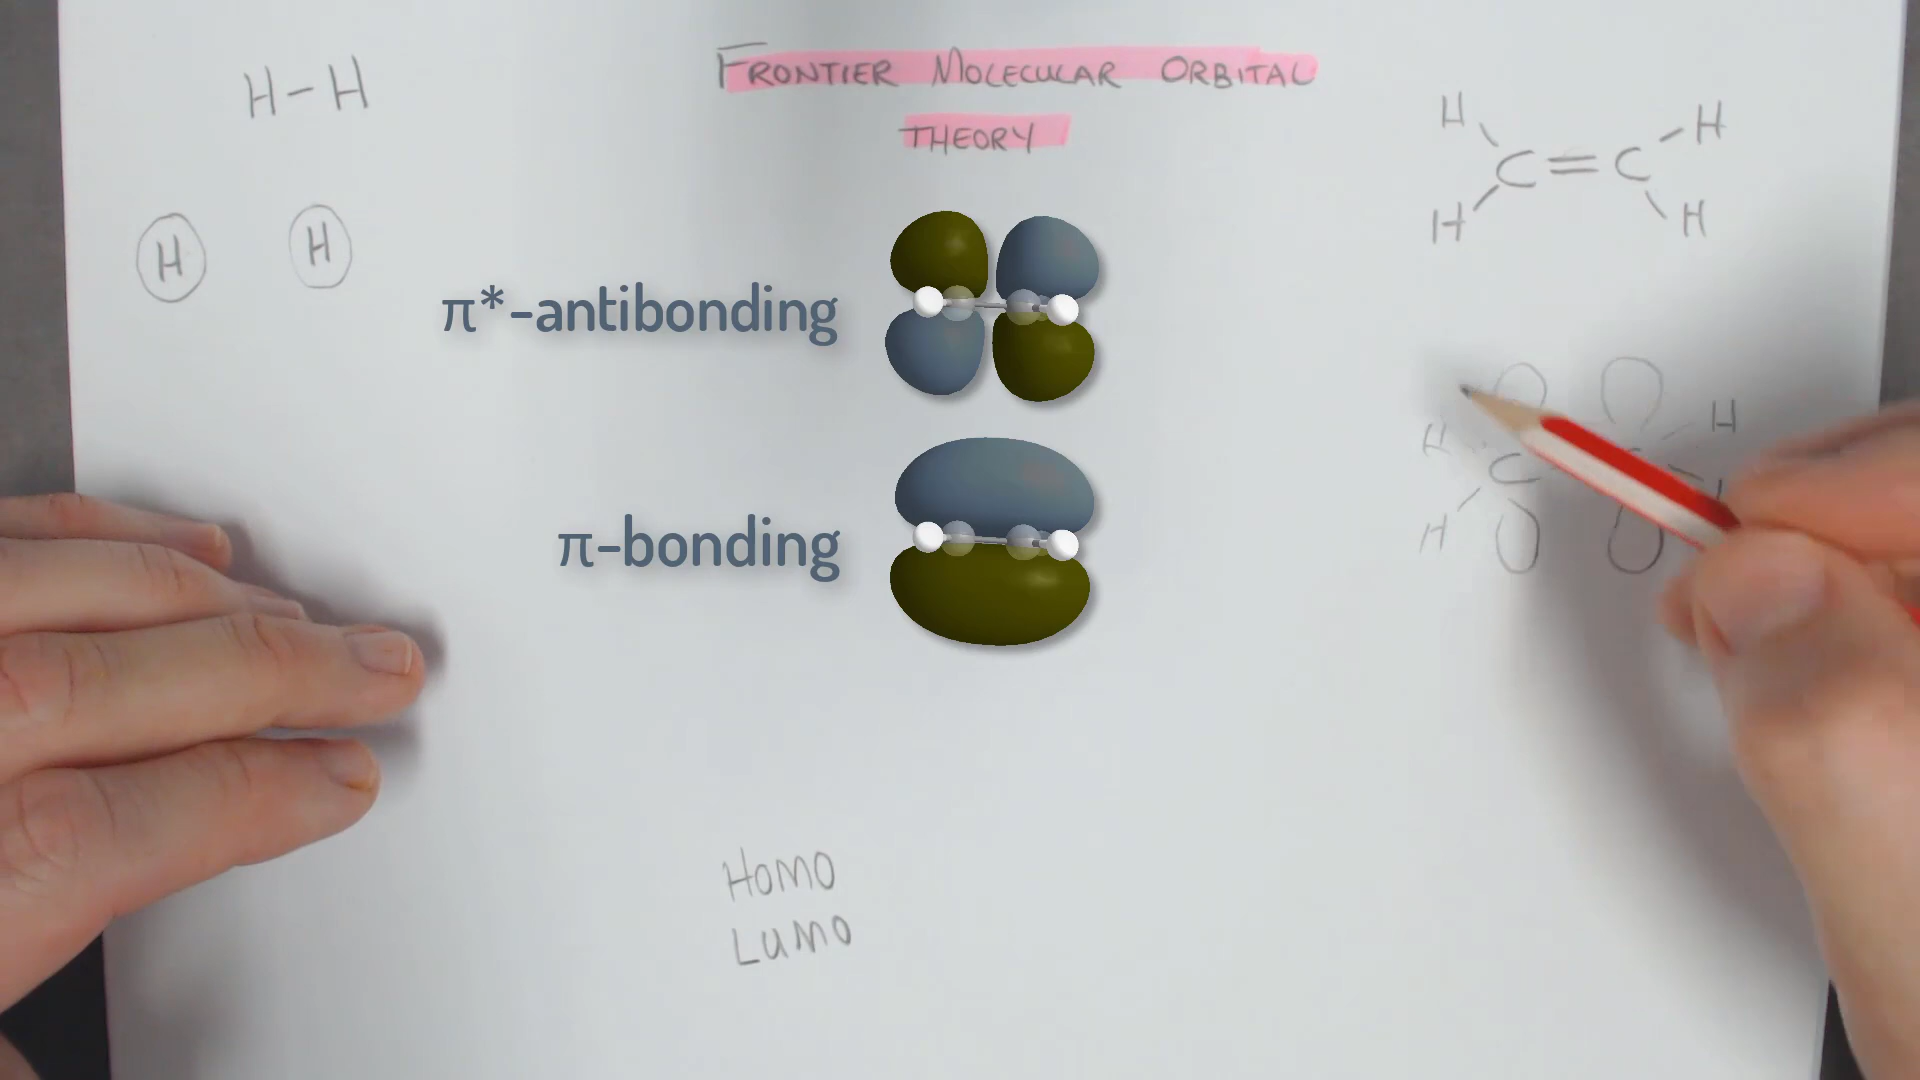 FRONTIER MOLECULAR ORBITAL
THEORY
H-H
H H
π*-antibonding
π-bonding
H H
C=C
H H
H H
C
H
HOMO
LUMO